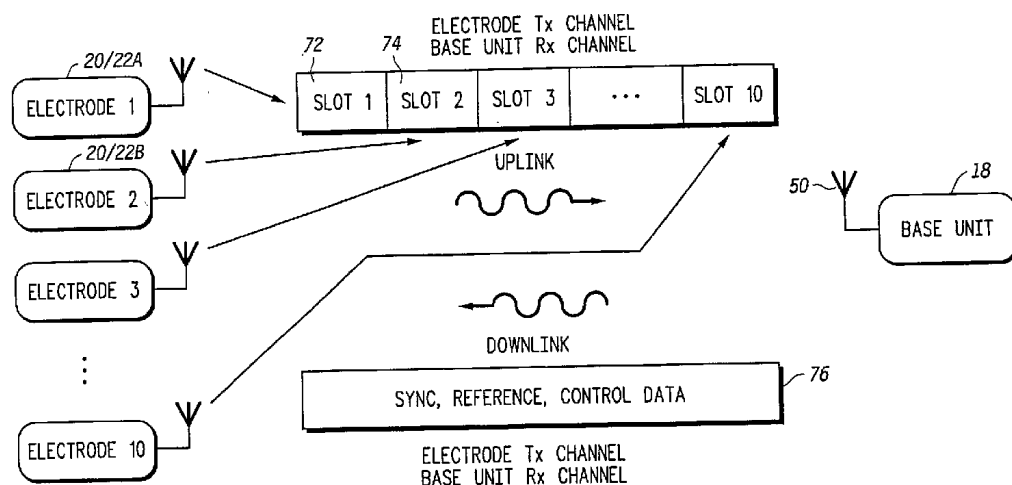 ELECTRODE Tx CHANNEL
BASE UNIT Rx CHANNEL
72
74
20/22A
ELECTRODE 1
SLOT 1
SLOT 2
SLOT 3
...
SLOT 10
20/22B
ELECTRODE 2
UPLINK
50
18
BASE UNIT
ELECTRODE 3
DOWNLINK
76
SYNC, REFERENCE, CONTROL DATA
ELECTRODE 10
ELECTRODE Tx CHANNEL
BASE UNIT Rx CHANNEL